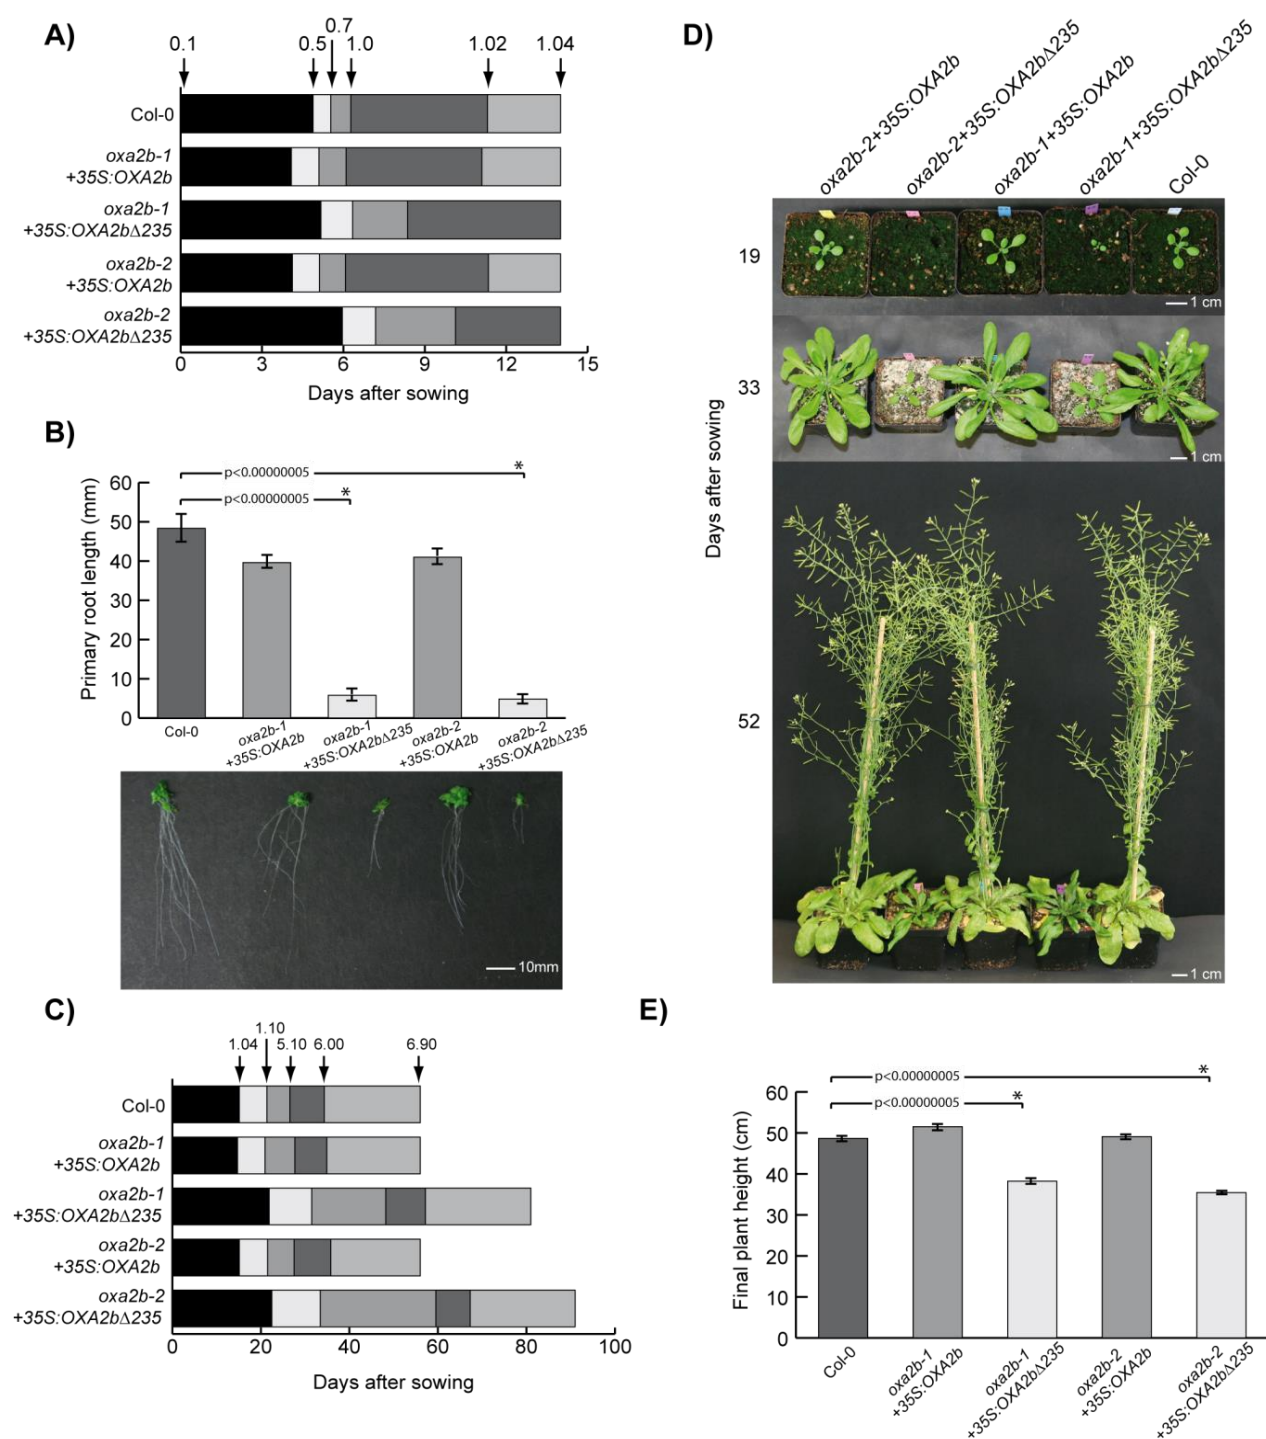 A)
0.1
0.5
0.7
1.0
1.02
1.04
Col-0
oxa2b-1
+35S:OXA2b
oxa2b-1
+35S:OXA2bΔ235
oxa2b-2
+35S:OXA2b
oxa2b-2
+35S:OXA2bΔ235
0 3 6 9 12 15
Days after sowing
B)
p<0.00000005 *
p<0.00000005 *
Primary root length (mm)
60
50
40
30
20
10
0
Col-0
oxa2b-1
+35S:OXA2b
oxa2b-1
+35S:OXA2bΔ235
oxa2b-2
+35S:OXA2b
oxa2b-2
+35S:OXA2bΔ235
10mm
C)
1.04
1.10
5.10
6.00
6.90
Col-0
oxa2b-1
+35S:OXA2b
oxa2b-1
+35S:OXA2bΔ235
oxa2b-2
+35S:OXA2b
oxa2b-2
+35S:OXA2bΔ235
0 20 40 60 80 100
Days after sowing
D)
oxa2b-2+35S:OXA2b
oxa2b-2+35S:OXA2bΔ235
oxa2b-1+35S:OXA2b
oxa2b-1+35S:OXA2bΔ235
Col-0
Days after sowing
19
1 cm
33
1 cm
52
1 cm
E)
p<0.00000005 *
p<0.00000005 *
Final plant height (cm)
60
50
40
30
20
10
0
Col-0
oxa2b-1
+35S:OXA2b
oxa2b-1
+35S:OXA2bΔ235
oxa2b-2
+35S:OXA2b
oxa2b-2
+35S:OXA2bΔ235